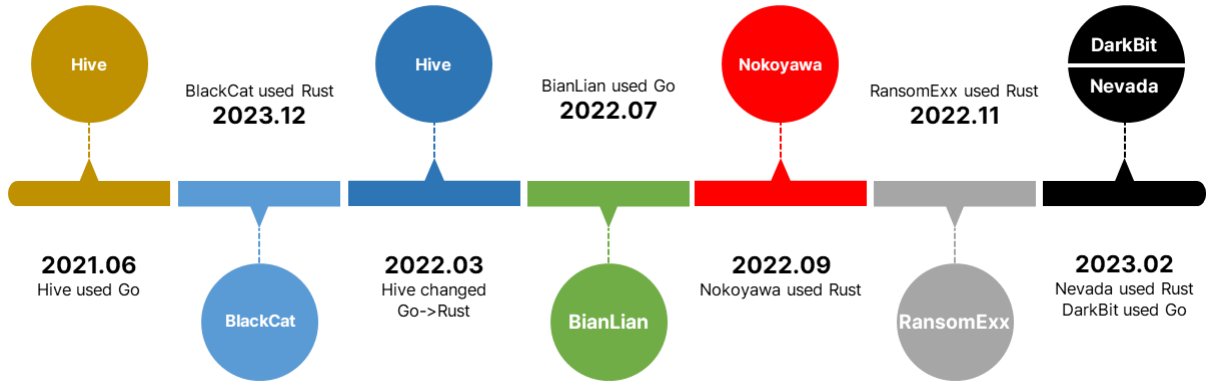 Hive
2021.06
Hive used Go
BlackCat used Rust
2023.12
BlackCat
Hive
2022.03
Hive changed
Go->Rust
BianLian used Go
2022.07
BianLian
Nokoyawa
2022.09
Nokoyawa used Rust
RansomExx used Rust
2022.11
RansomExx
DarkBit
Nevada
2023.02
Nevada used Rust
DarkBit used Go